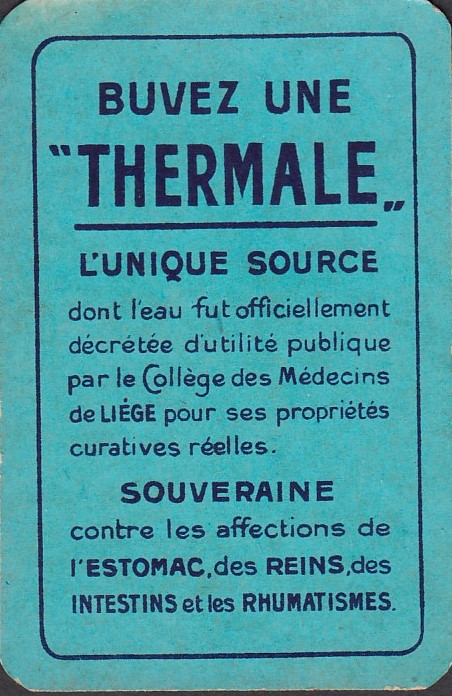 BUVEZ UNE
"THERMALE„
L'UNIQUE SOURCE
dont l'eau fut officiellement
décrétée d'utilité publique
par le Collège des Médecins
de LIÉGE pour ses propriétés
curatives réelles.
SOUVERAINE
contre les affections de
l'ESTOMAC, des REINS, des
INTESTINS et les RHUMATISMES.